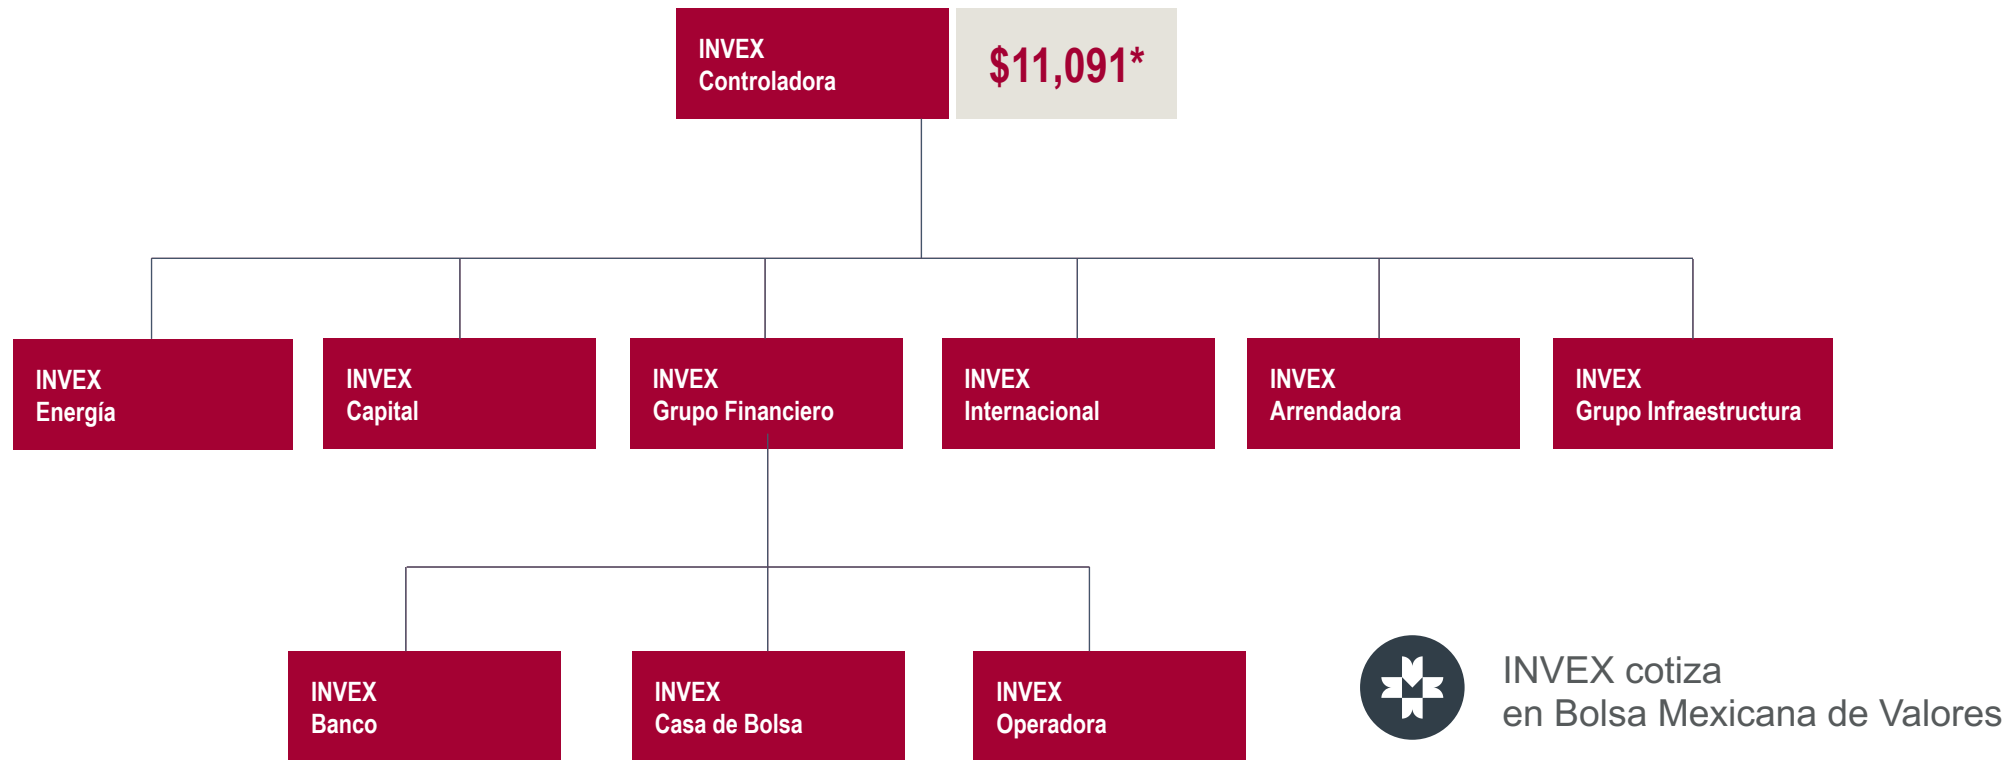 INVEX
Controladora
$11,091*
INVEX
Energía
INVEX
Capital
INVEX
Grupo Financiero
INVEX
Internacional
INVEX
Arrendadora
INVEX
Grupo Infraestructura
INVEX
Banco
INVEX
Casa de Bolsa
INVEX
Operadora
INVEX cotiza
en Bolsa Mexicana de Valores